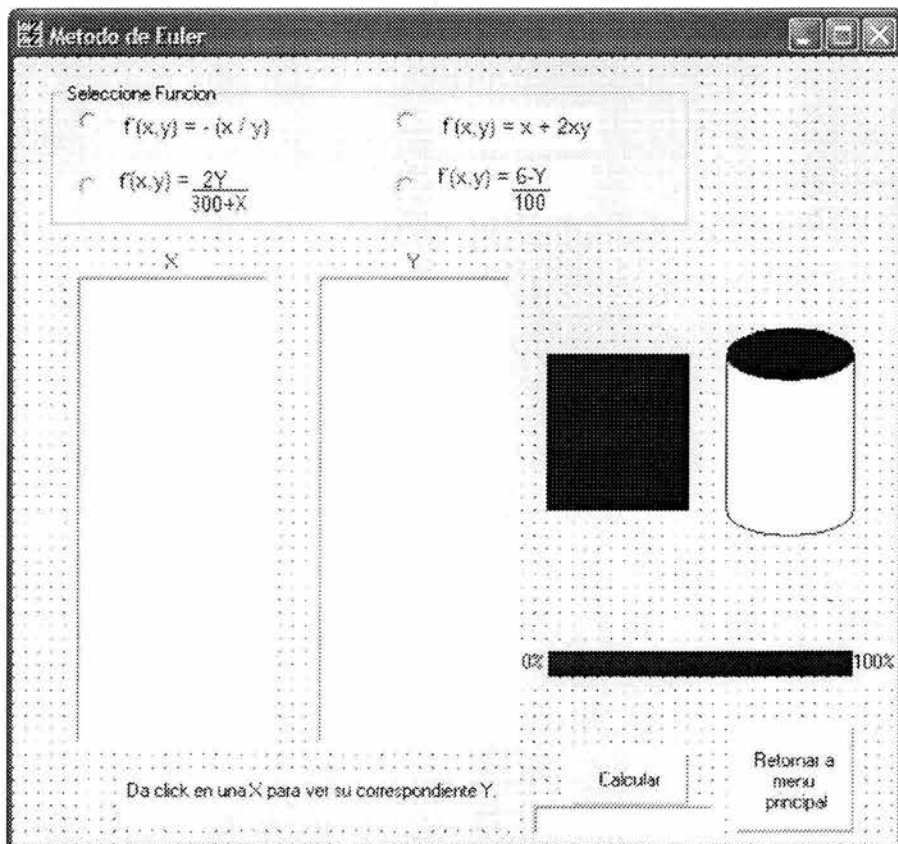 Metodo de Euler
Seleccione Funcion
f'(x,y) = - (x / y)
f'(x,y) = x + 2xy
f'(x,y) = 2Y
300+X
f'(x,y) = 6-Y
100
X
Y
0%
100%
Da click en una X para ver su correspondiente Y.
Calcular
Retornar a
menu
principal